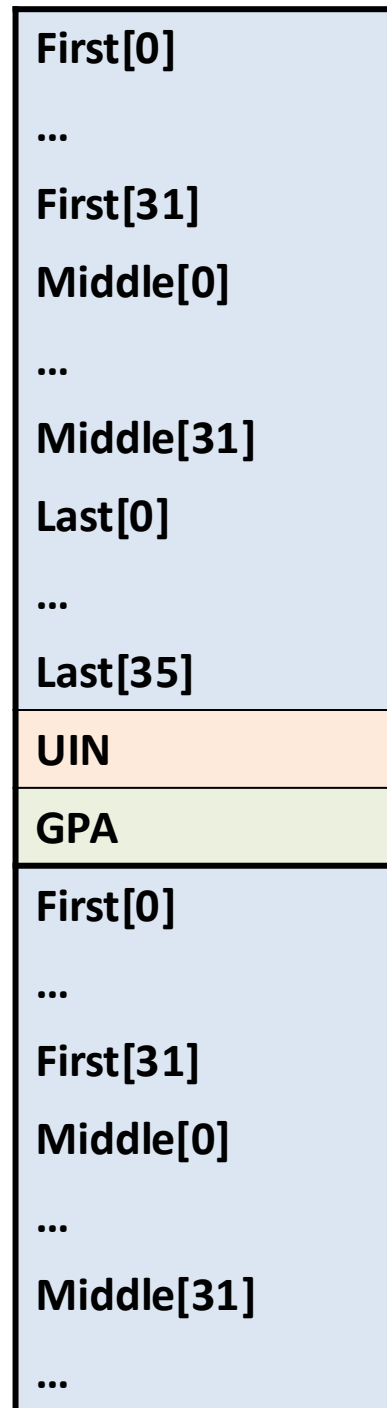 First[0]
…
First[31]
Middle[0]
…
Middle[31]
Last[0]
…
Last[35]
UIN
GPA
First[0]
…
First[31]
Middle[0]
…
Middle[31]
…